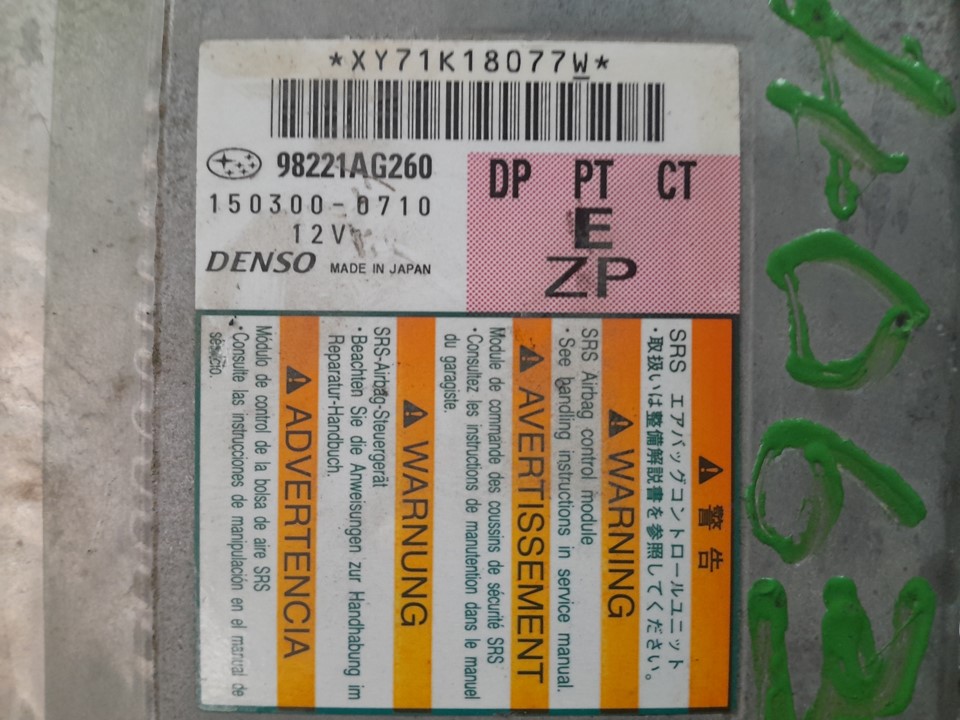 *XY71K18077W*
98221AG260
150300-0710
12V
DENSO MADE IN JAPAN
DP PT CT
E
ZP
⚠ 警告
SRS エアバッグコントロールユニット
・取扱いは整備解説書を参照してください。
⚠ WARNING
SRS Airbag control module
・See handling instructions in service manual.
⚠ AVERTISSEMENT
Module de commande des coussins de sécurité SRS
・Consultez les instructions de manutention dans le manuel
du garagiste.
⚠ WARNUNG
SRS-Airbag-Steuergerät
・Beachten Sie die Anweisungen zur Handhabung im
Reparatur-Handbuch.
⚠ ADVERTENCIA
Módulo de control de la bolsa de aire SRS
・Consulte las instrucciones de manipulación en el manual de
servicio.